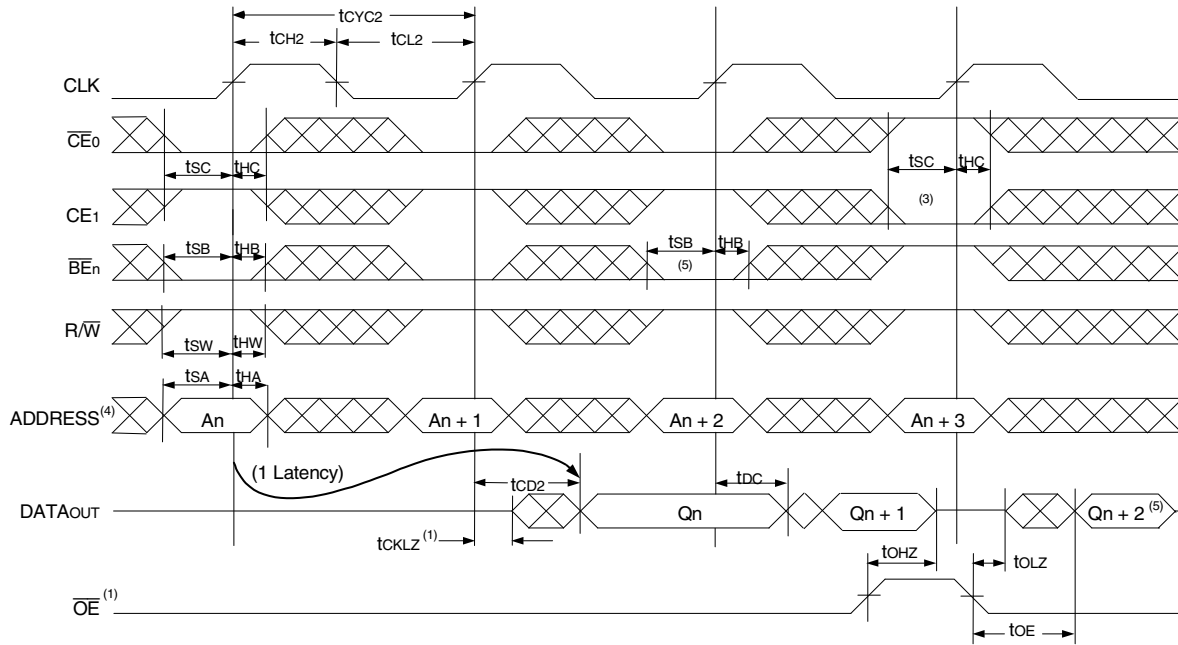 tCYC2
tCH2 tCL2
CLK
CE0
tSC tHC tSC tHC
(3)
CE1
tSB tHB tSB tHB
BEn (5)
R/W
tSW tHW
tSA tHA
ADDRESS(4) An An + 1 An + 2 An + 3
(1 Latency) tCD2 tDC
DATAOUT Qn Qn + 1 Qn + 2 (5)
tCKLZ (1)
tOHZ tOLZ
OE (1)
tOE